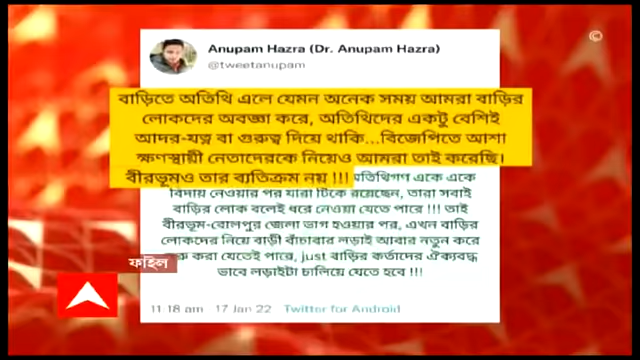 ©
Anupam Hazra (Dr. Anupam Hazra)
@tweetanupam
বাড়িতে অতিথি এলে যেমন অনেক সময় আমরা বাড়ির
লোকদের অবজ্ঞা করে, অতিথিদের একটু বেশিই
আদর-যত্ন বা গুরুত্ব দিয়ে থাকি...বিজেপিতে আশা
ক্ষণস্থায়ী নেতাদেরকে নিয়েও আমরা তাই করেছি।
বীরভূমও তার ব্যতিক্রম নয় !!! অতিথিগণ একে একে
বিদায় নেওয়ার পর যারা টিকে রয়েছেন, তারা সবাই
বাড়ির লোক বলেই ধরে নেওয়া যেতে পারে !!! তাই
বীরভূম-বোলপুর জেলা ভাগ হওয়ার পর, এখন বাড়ির
লোকদের নিয়ে বাড়ী বাঁচাবার লড়াই আবার নতুন করে
করা যেতেই পারে, just বাড়ির কর্তাদের ঐক্যবদ্ধ
ভাবে লড়াইটা চালিয়ে যেতে হবে !!!
ফাইল
11:18 am 17 Jan 22 Twitter for Android